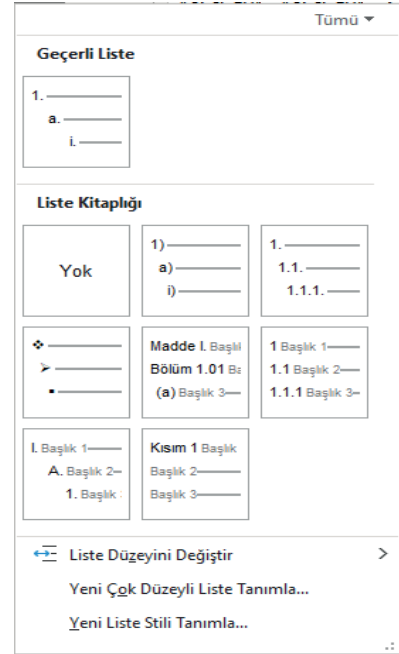 Tümü
Geçerli Liste
1.
a.
i.
Liste Kitaplığı
Yok
1)
a)
i)
1.
1.1.
1.1.1.
Madde I. Başlı
Bölüm 1.01 Ba
(a) Başlık 3
1 Başlık 1
1.1 Başlık 2
1.1.1 Başlık 3
I. Başlık 1
A. Başlık 2
1. Başlık
Kısım 1 Başlık
Başlık 2
Başlık 3
Liste Düzeyini Değiştir
Yeni Çok Düzeyli Liste Tanımla...
Yeni Liste Stili Tanımla...